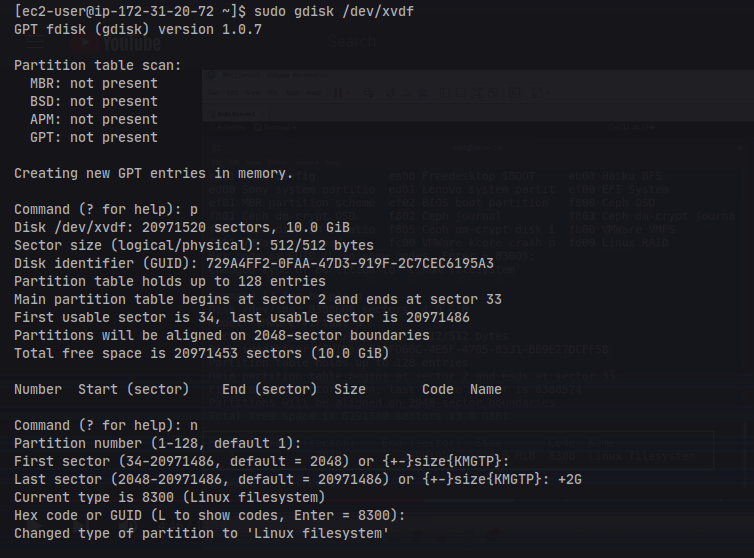 [ec2-user@ip-172-31-20-72 ~]$ sudo gdisk /dev/xvdf
GPT fdisk (gdisk) version 1.0.7

Partition table scan:
  MBR: not present
  BSD: not present
  APM: not present
  GPT: not present

Creating new GPT entries in memory.

Command (? for help): p
Disk /dev/xvdf: 20971520 sectors, 10.0 GiB
Sector size (logical/physical): 512/512 bytes
Disk identifier (GUID): 729A4FF2-0FAA-47D3-919F-2C7CEC6195A3
Partition table holds up to 128 entries
Main partition table begins at sector 2 and ends at sector 33
First usable sector is 34, last usable sector is 20971486
Partitions will be aligned on 2048-sector boundaries
Total free space is 20971453 sectors (10.0 GiB)

Number  Start (sector)    End (sector)  Size       Code  Name

Command (? for help): n
Partition number (1-128, default 1):
First sector (34-20971486, default = 2048) or {+-}size{KMGTP}:
Last sector (2048-20971486, default = 20971486) or {+-}size{KMGTP}: +2G
Current type is 8300 (Linux filesystem)
Hex code or GUID (L to show codes, Enter = 8300):
Changed type of partition to 'Linux filesystem'